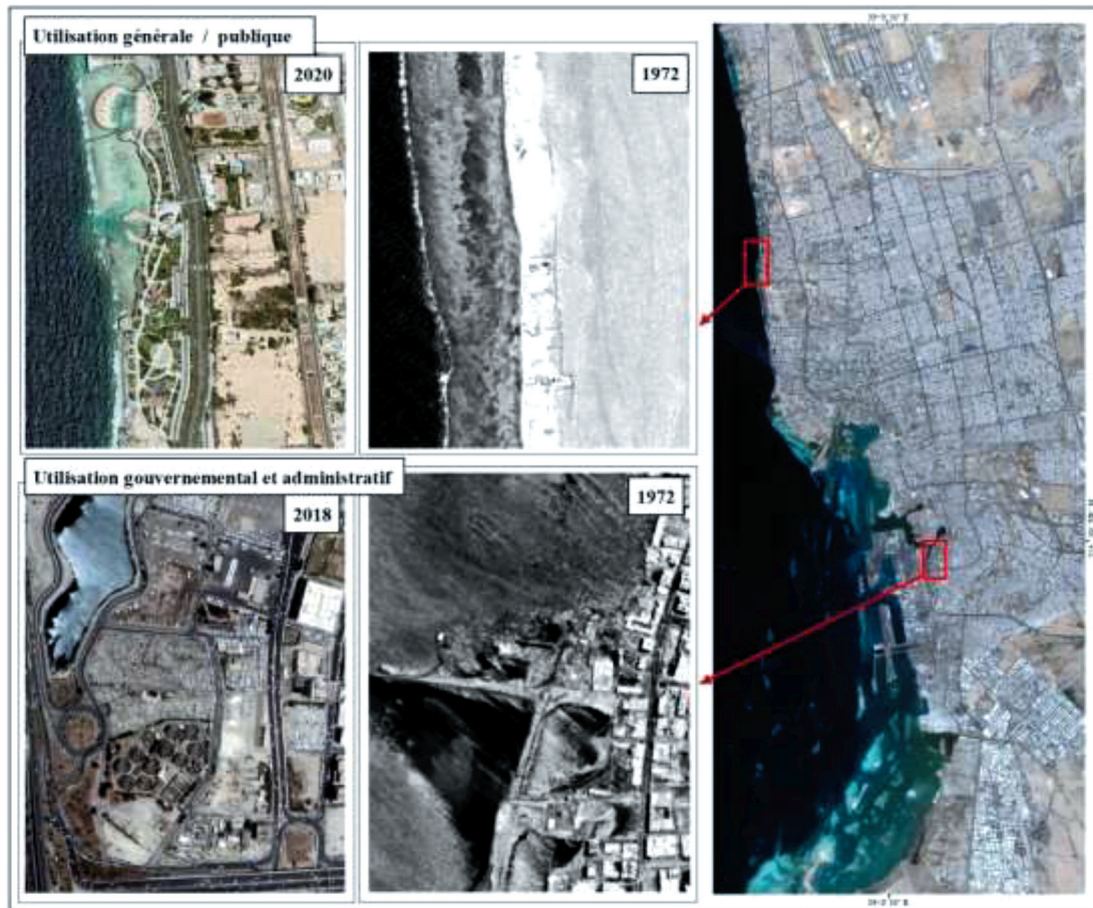 Utilisation générale / publique
2020
1972
Utilisation gouvernemental et administratif
2018
1972